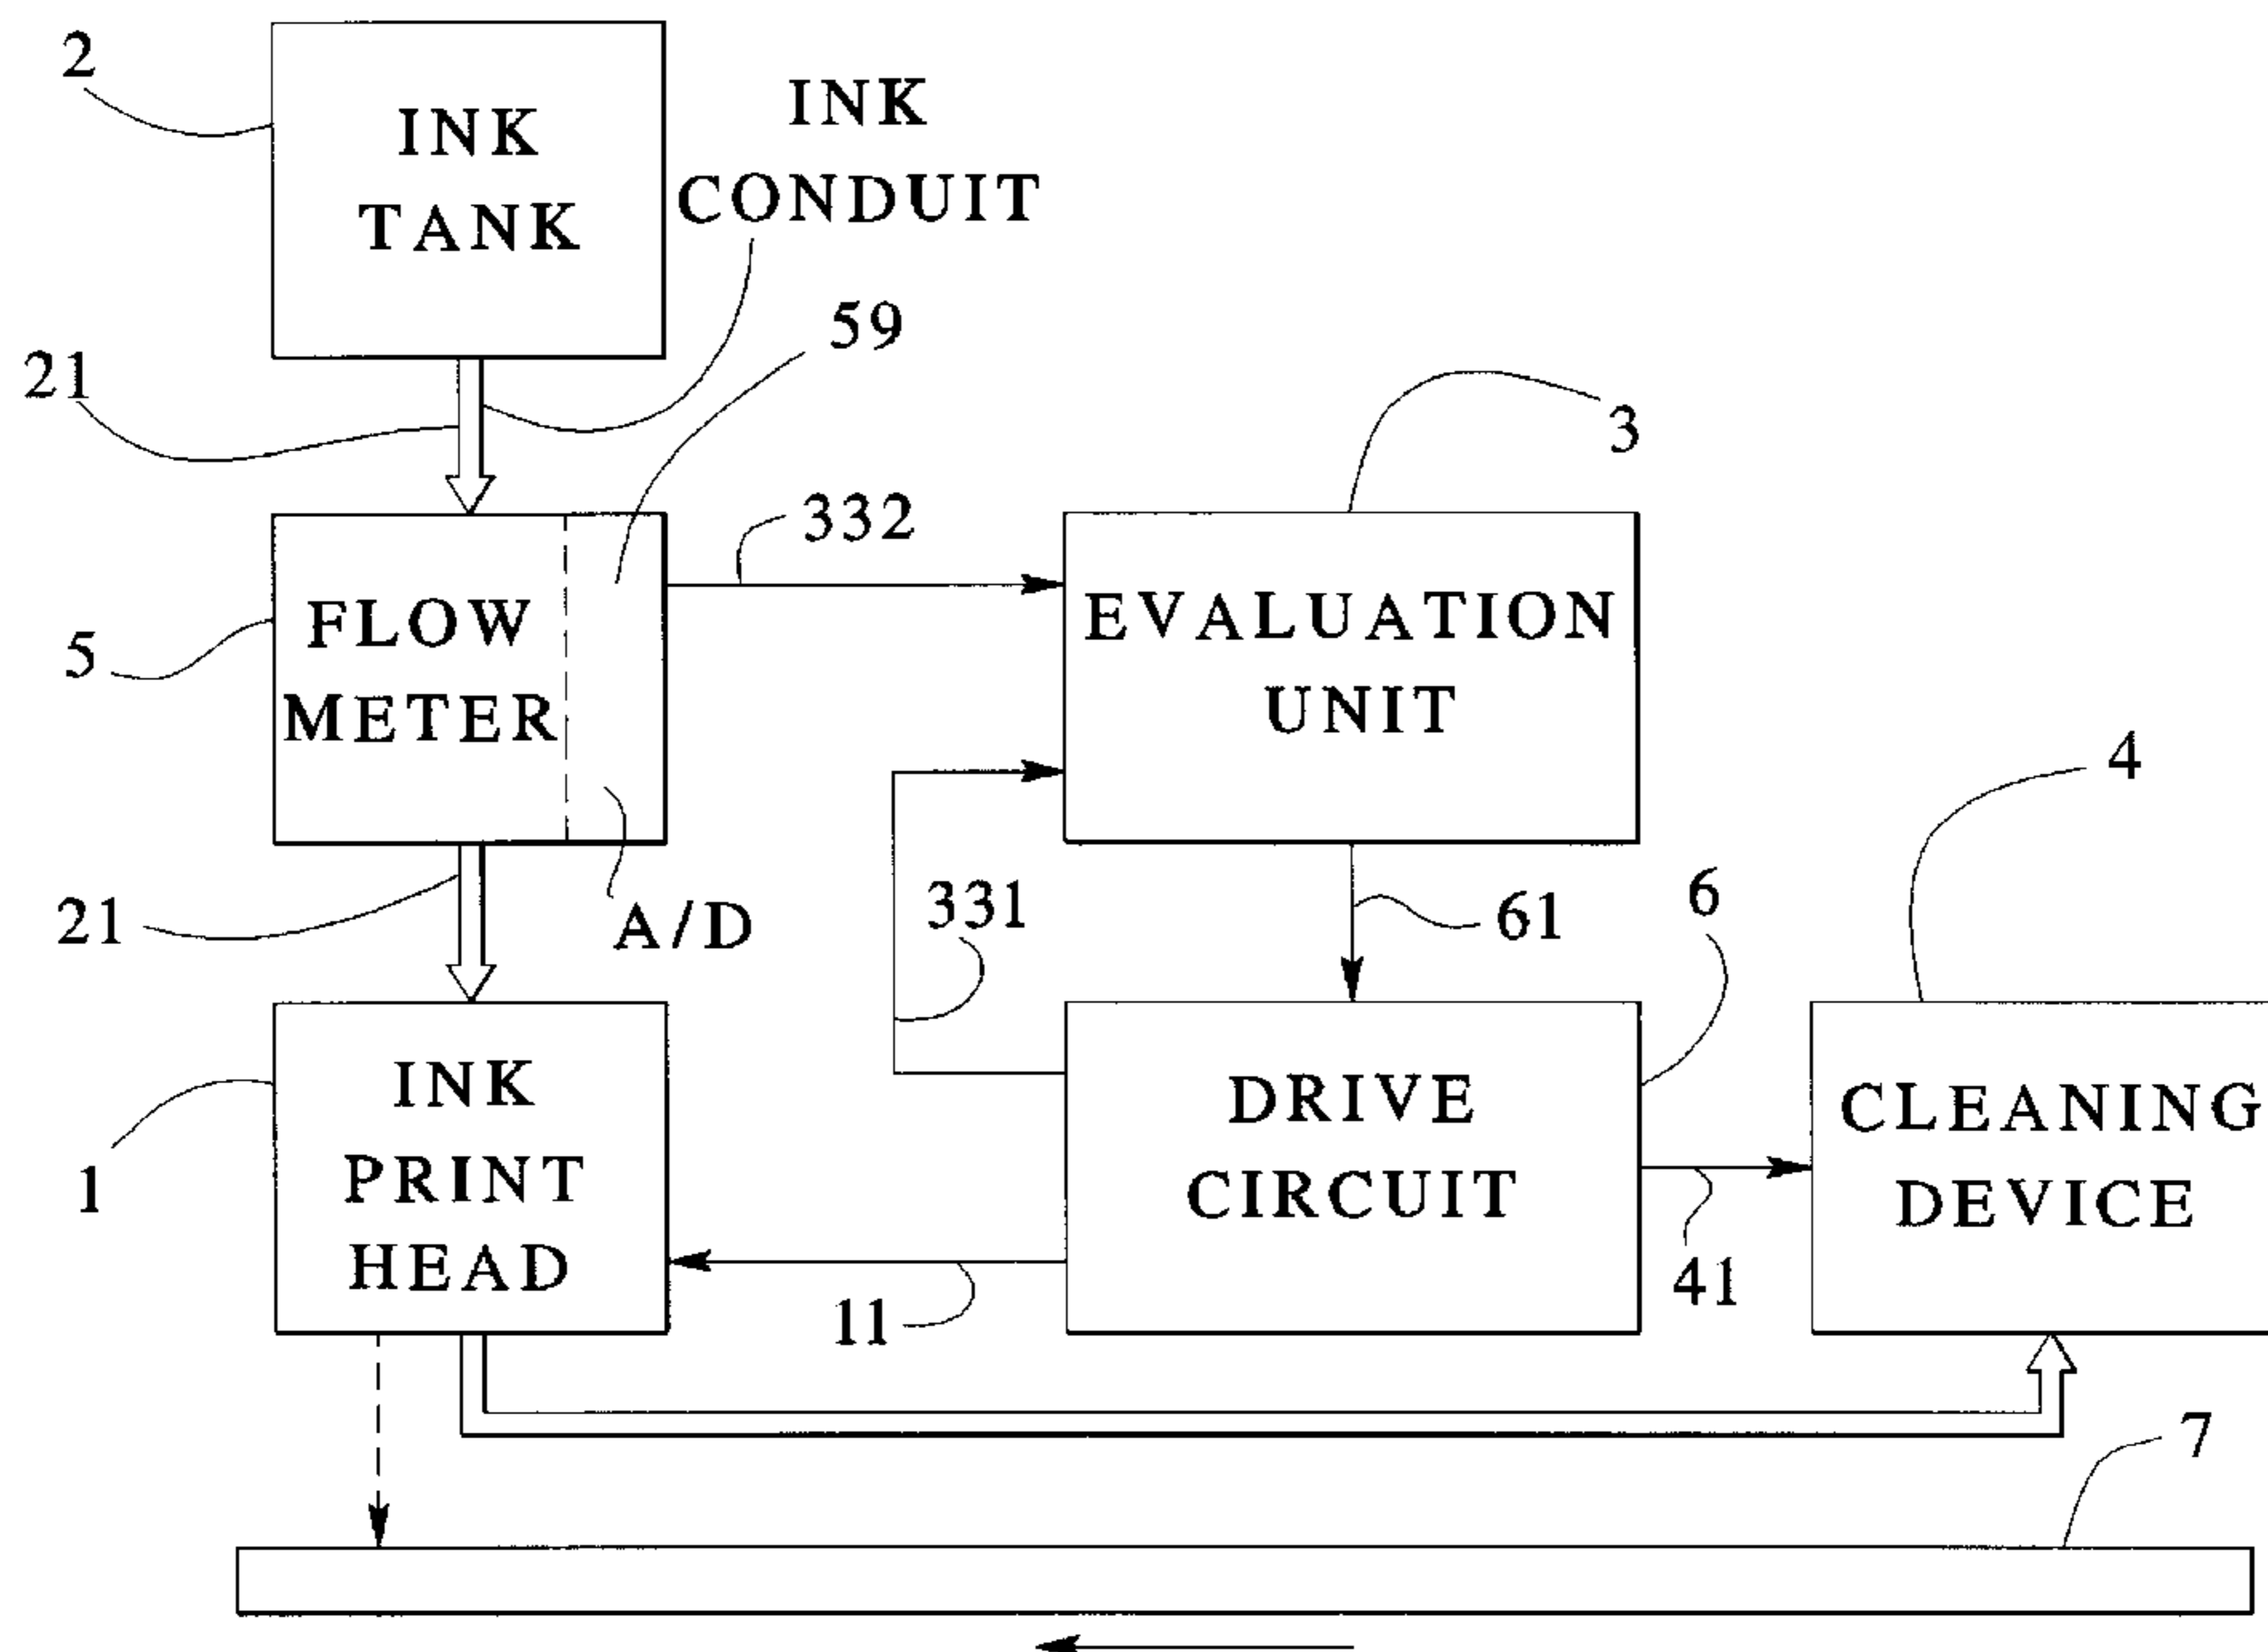 2
INK
TANK
INK
CONDUIT
59
21
3
332
5
FLOW
METER
EVALUATION
UNIT
4
21
A/D
331
61
6
1
INK
PRINT
HEAD
DRIVE
CIRCUIT
CLEANING
DEVICE
11
41
7